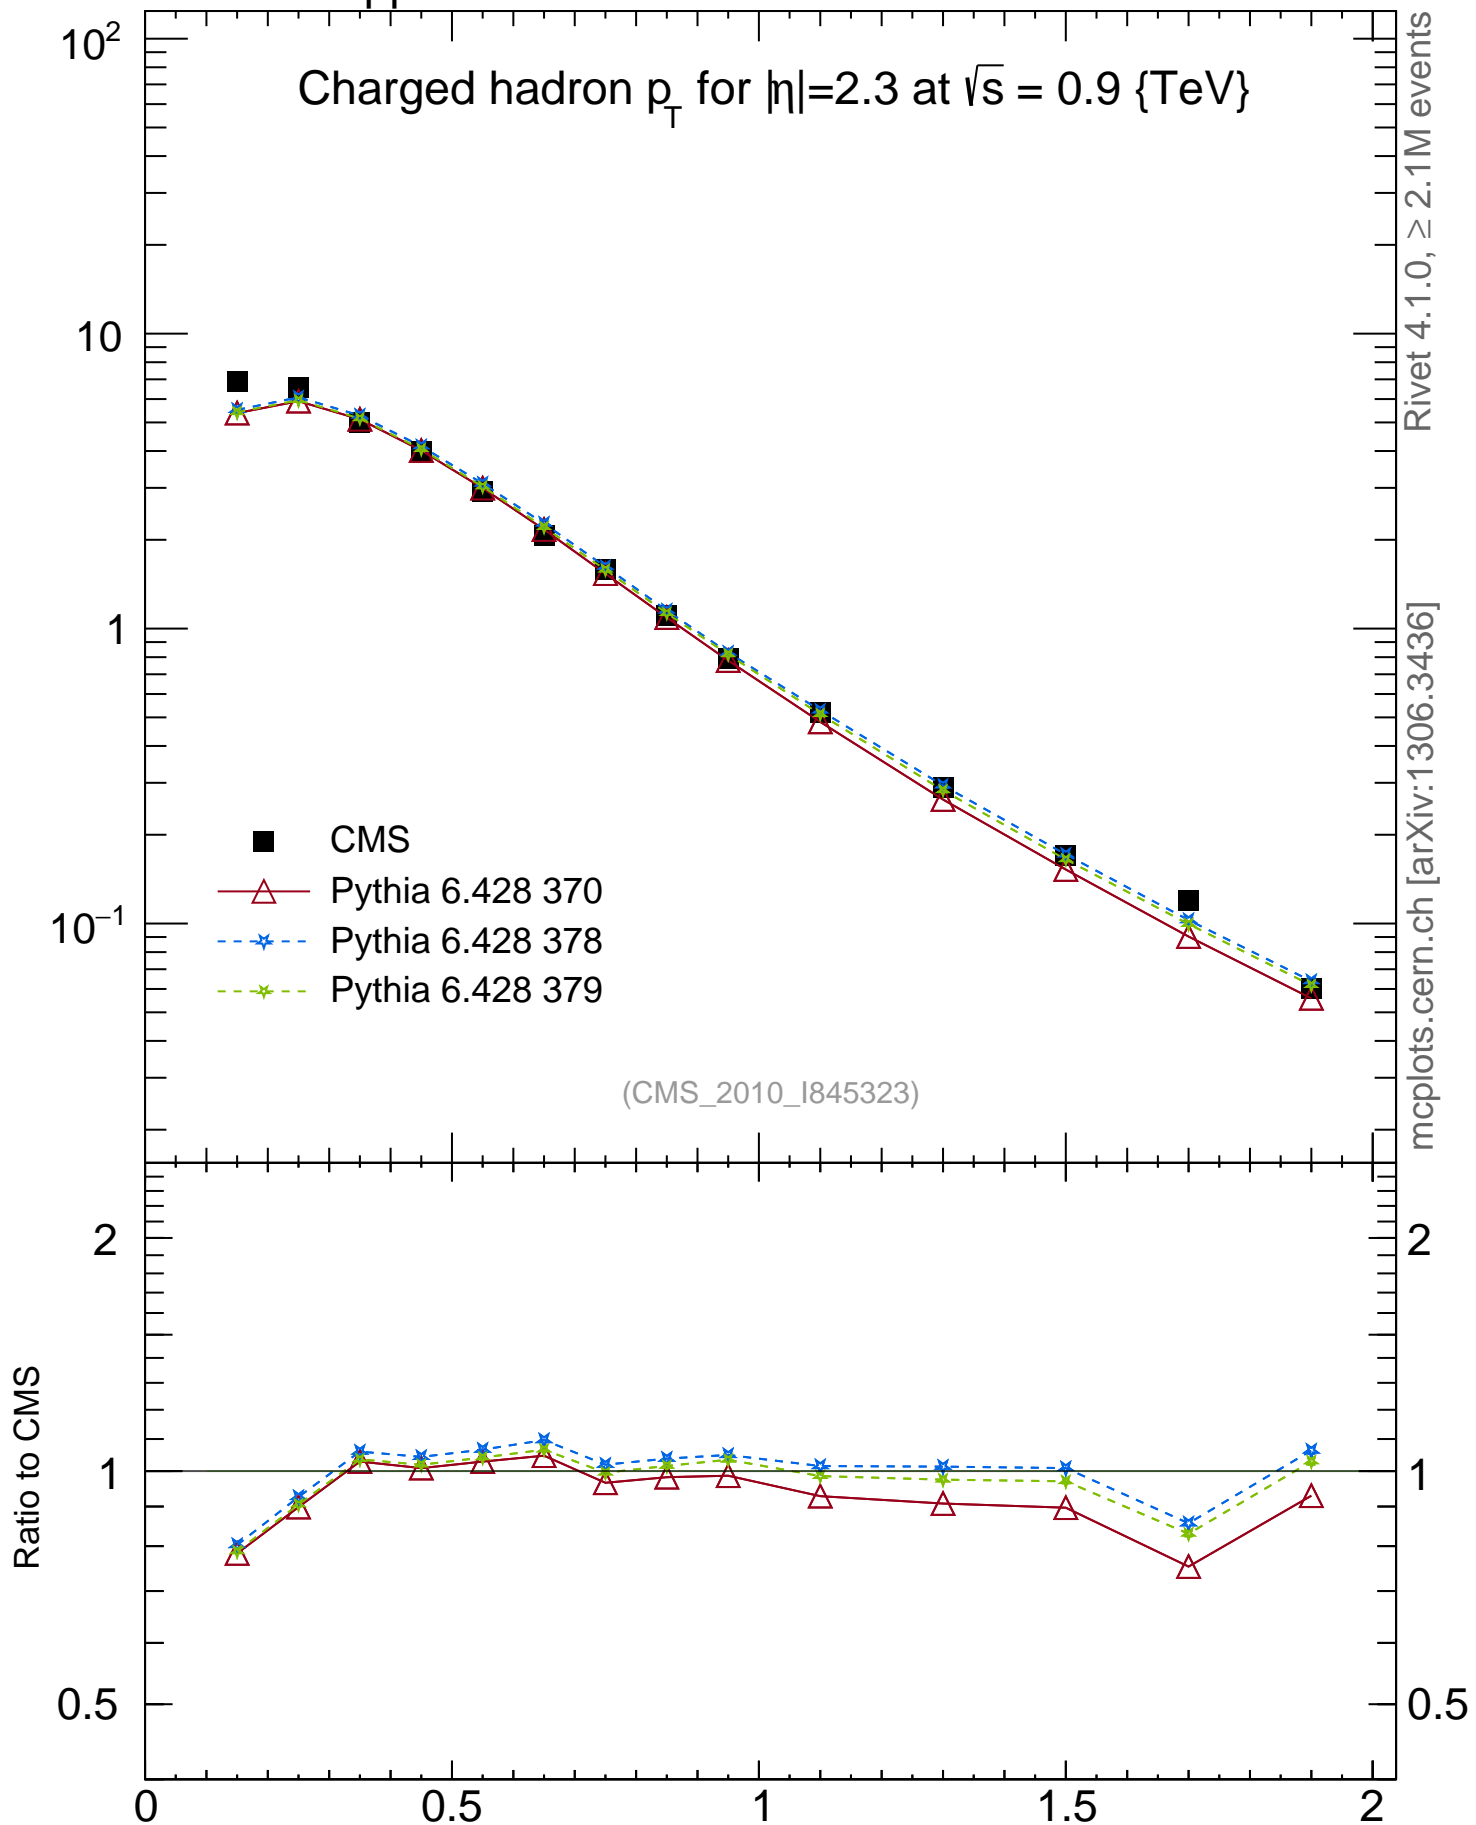 pp
Charged hadron p_T for |η|=2.3 at √s = 0.9 {TeV}
10²
10
1
10⁻¹
CMS
Pythia 6.428 370
Pythia 6.428 378
Pythia 6.428 379
(CMS_2010_I845323)
Rivet 4.1.0, ≥ 2.1M events
mcplots.cern.ch [arXiv:1306.3436]
Ratio to CMS
2
1
0.5
2
1
0.5
0
0.5
1
1.5
2